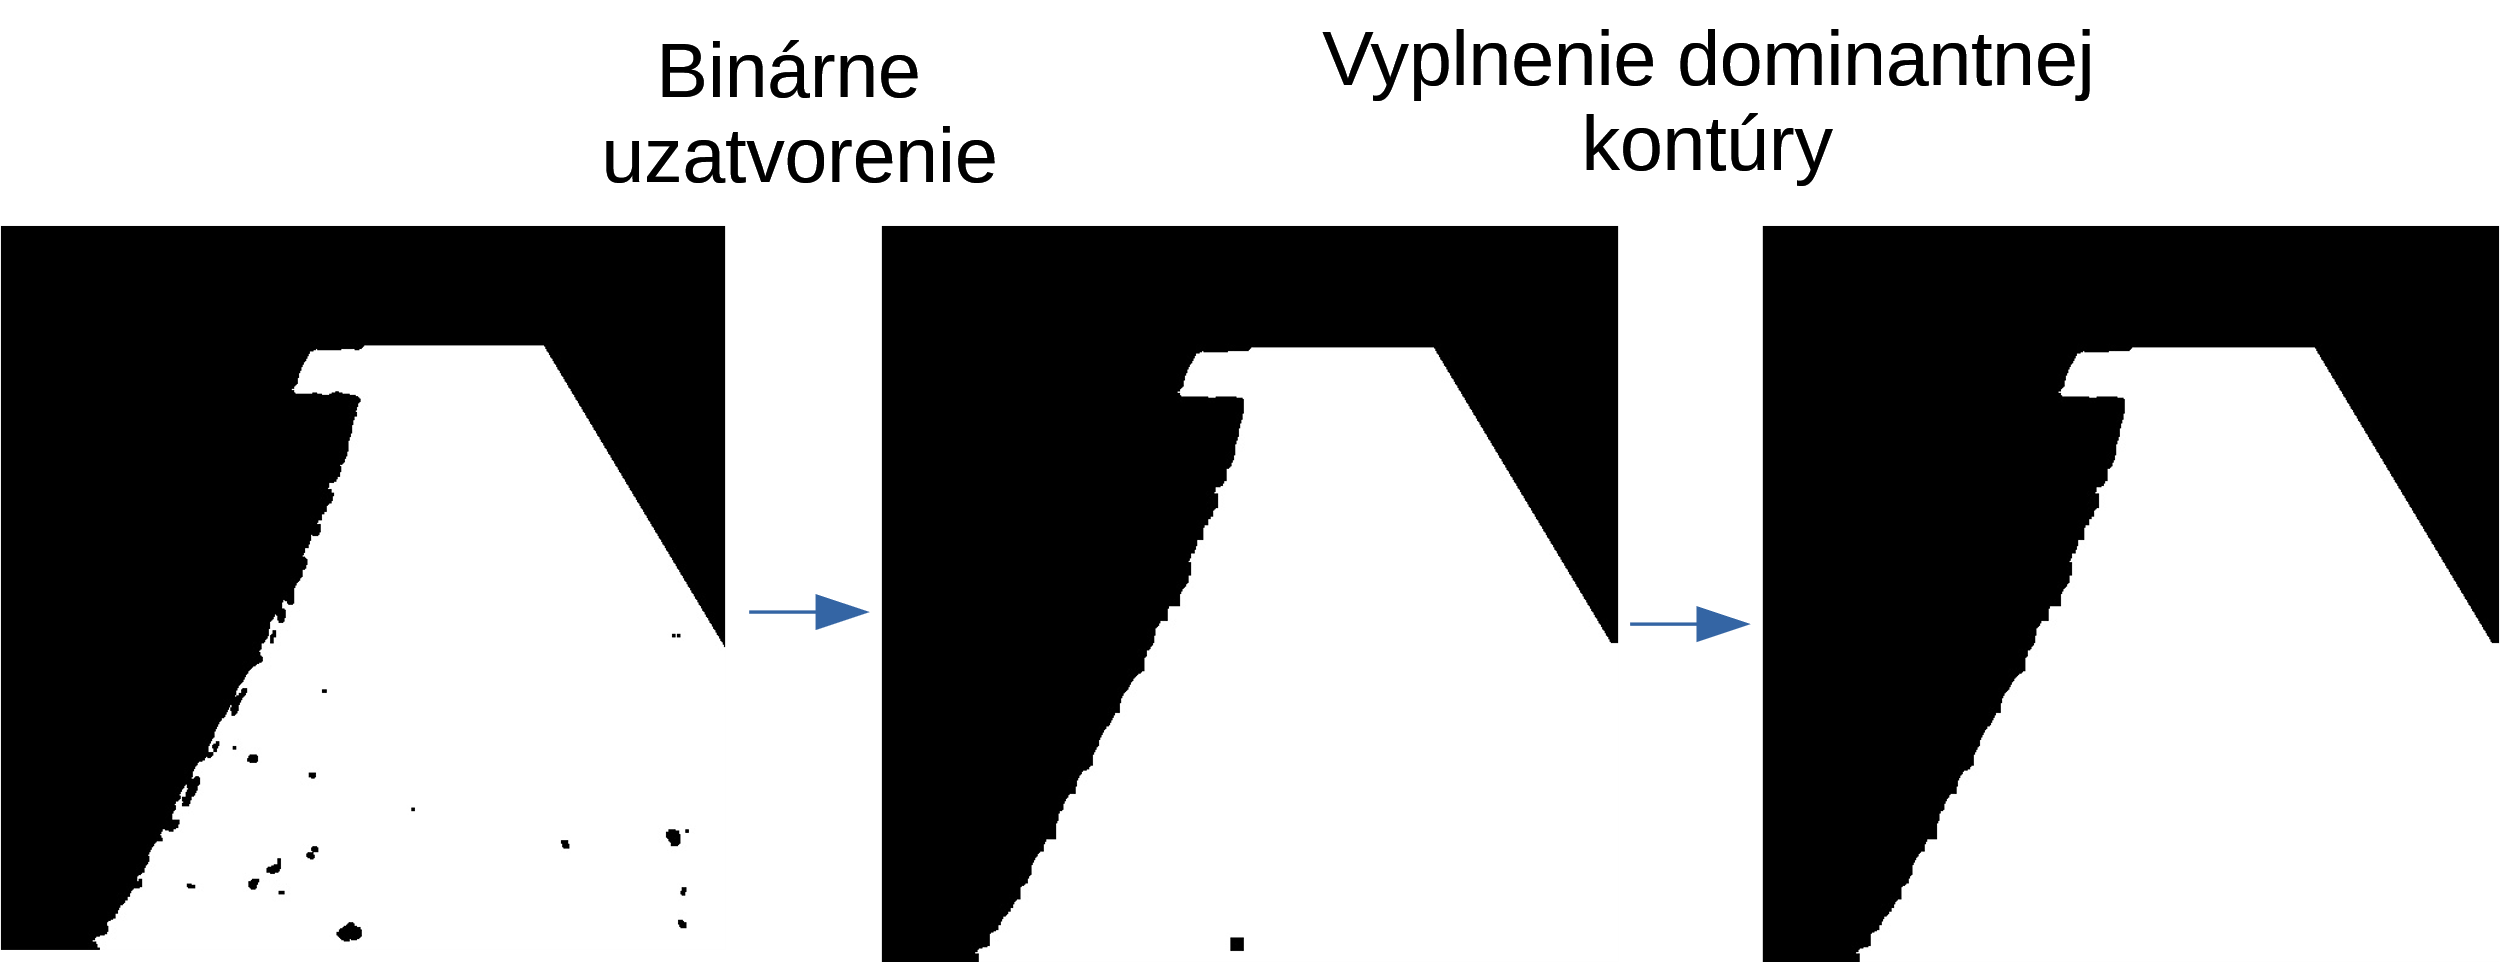 Binárne
uzatvorenie
Vyplnenie dominantnej
kontúry